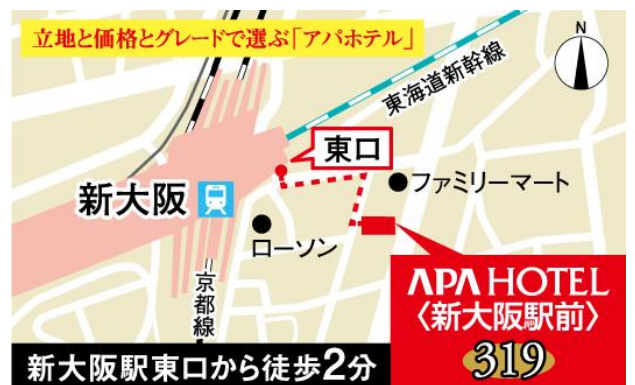 立地と価格とグレードで選ぶ「アパホテル」
N
東海道新幹線
東口
新大阪
ファミリーマート
ローソン
京都線
APA HOTEL
〈新大阪駅前〉
319
新大阪駅東口から徒歩2分